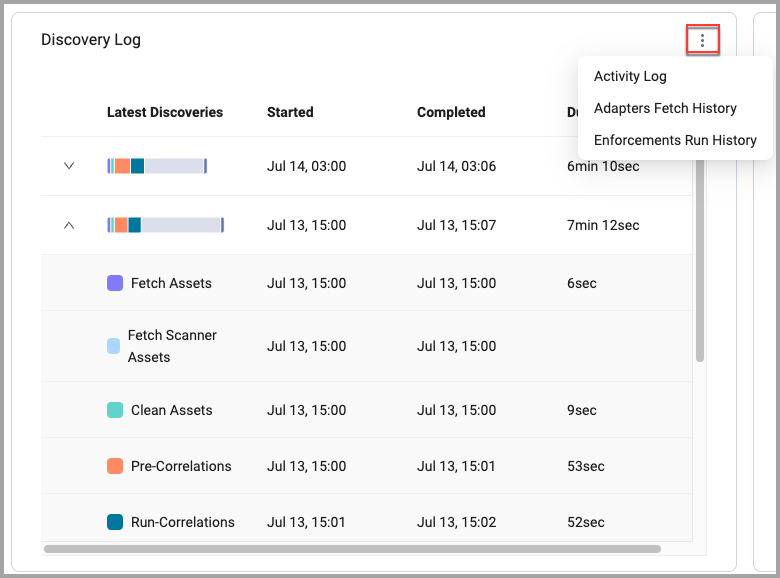 Discovery Log
Activity Log
Adapters Fetch History
Enforcements Run History
Latest Discoveries Started Completed
Jul 14, 03:00 Jul 14, 03:06 6min 10sec
Jul 13, 15:00 Jul 13, 15:07 7min 12sec
Fetch Assets Jul 13, 15:00 Jul 13, 15:00 6sec
Fetch Scanner
Assets Jul 13, 15:00 Jul 13, 15:00
Clean Assets Jul 13, 15:00 Jul 13, 15:00 9sec
Pre-Correlations Jul 13, 15:00 Jul 13, 15:01 53sec
Run-Correlations Jul 13, 15:01 Jul 13, 15:02 52sec